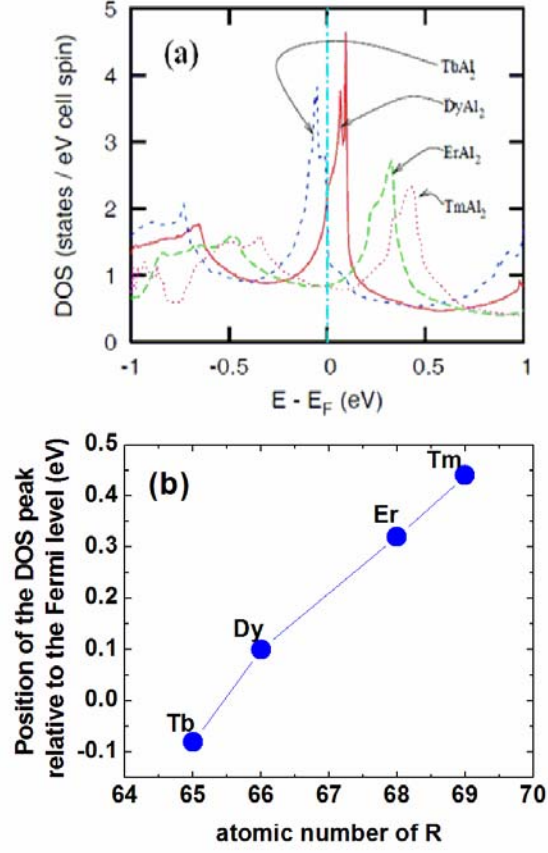 (a)
5
4
3
2
1
0
DOS (states / eV cell spin)
TbAl2
DyAl2
ErAl2
TmAl2
-1
-0.5
0
0.5
1
E - EF (eV)
(b)
0.5
0.4
0.3
0.2
0.1
0.0
-0.1
Position of the DOS peak
relative to the Fermi level (eV)
Tm
Er
Dy
Tb
64
65
66
67
68
69
70
atomic number of R